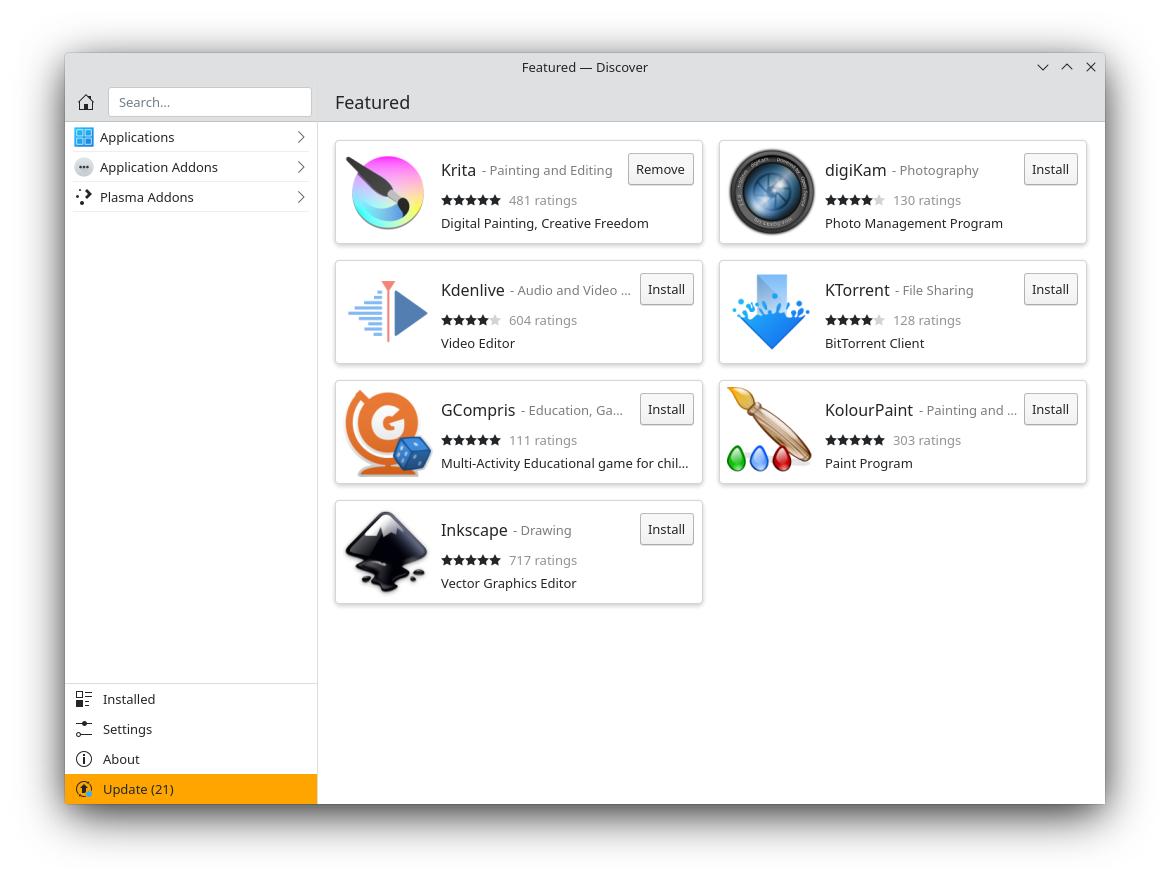 Featured — Discover
Search...
Featured
Applications
Application Addons
Plasma Addons
Krita - Painting and Editing
Remove
481 ratings
Digital Painting, Creative Freedom
digiKam - Photography
Install
130 ratings
Photo Management Program
Kdenlive - Audio and Video ...
Install
604 ratings
Video Editor
KTorrent - File Sharing
Install
128 ratings
BitTorrent Client
GCompris - Education, Ga...
Install
111 ratings
Multi-Activity Educational game for chil...
KolourPaint - Painting and ...
Install
303 ratings
Paint Program
Inkscape - Drawing
Install
717 ratings
Vector Graphics Editor
Installed
Settings
About
Update (21)